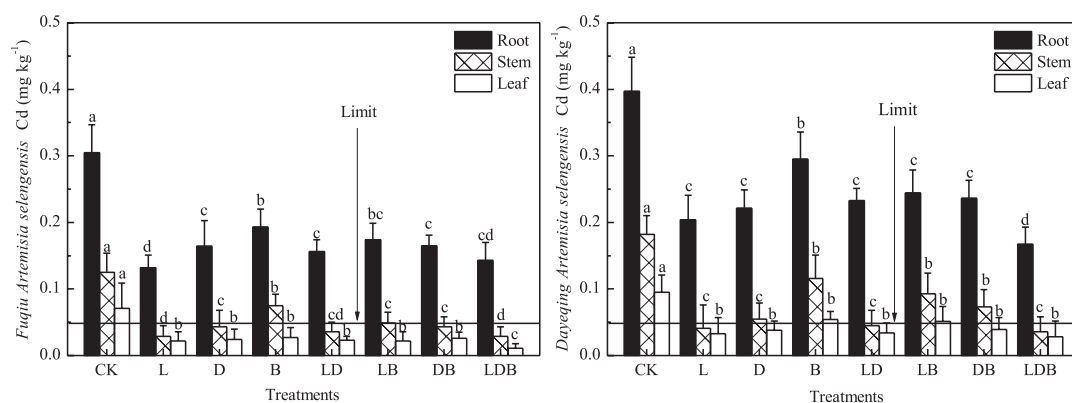 Fuqiu Artemisia selengensis Cd (mg kg⁻¹)
0.5
0.4
0.3
0.2
0.1
0.0
Root
Stem
Leaf
Limit
a
a
a
d
d
b
c
c
b
b
b
b
c
cd
b
bc
c
b
c
c
b
cd
d
c
CK L D B LD LB DB LDB
Treatments
Dayeqing Artemisia selengensis Cd (mg kg⁻¹)
0.5
0.4
0.3
0.2
0.1
0.0
Root
Stem
Leaf
Limit
a
a
a
c
c
b
c
c
b
b
b
b
c
c
b
c
b
b
c
b
b
d
c
b
CK L D B LD LB DB LDB
Treatments